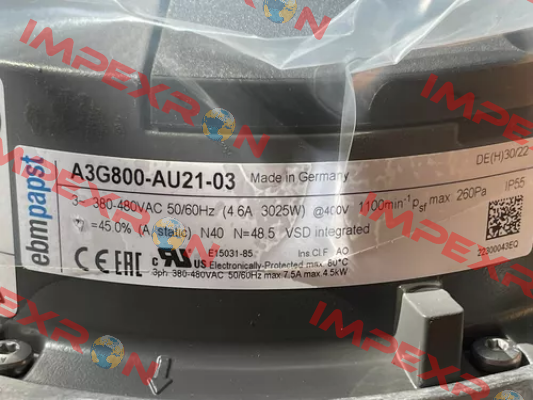 IMPEXRON
IMPEXRON
ebmpapst
A3G800-AU21-03 Made in Germany
DE(H)30/22
3~ 380-480VAC 50/60Hz (4.6A 3025W) @400V 1100min⁻¹ psf max 260Pa IP55
η =45.0% (A, static) N40 N=48.5 VSD integrated
CE EAC c RU US E15031-85 Ins.Cl.F AO
Electronically-Protected max 60°C
22300043EQ
3ph. 380-480VAC 50/60Hz max 7.5A max 4.5kW
IMPEXRON
IMPEXRON